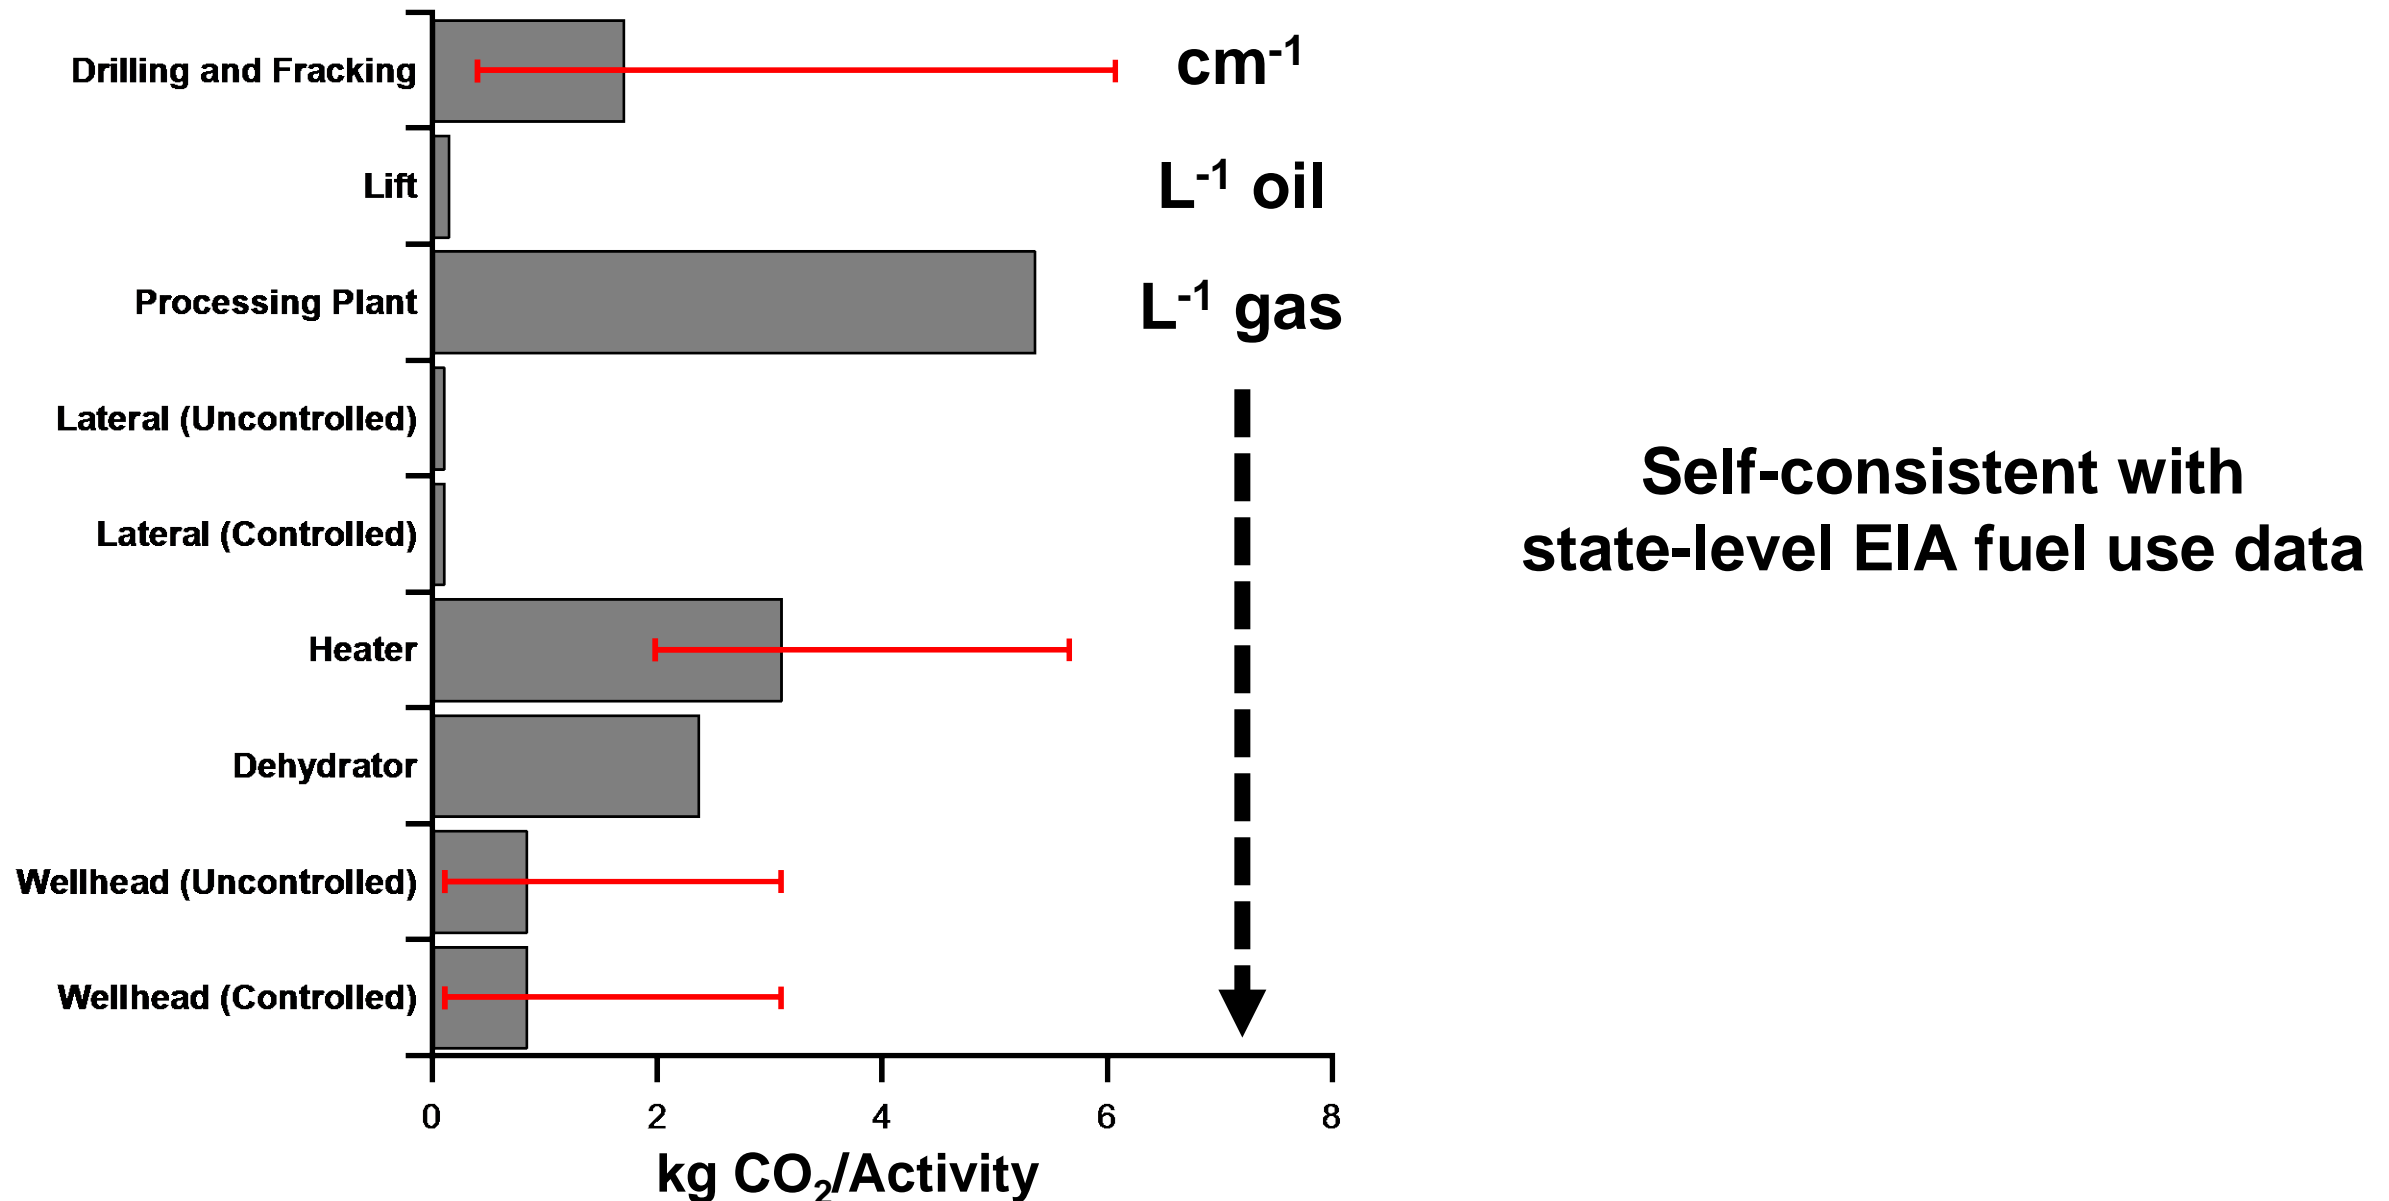 Drilling and Fracking
cm⁻¹
Lift
L⁻¹ oil
Processing Plant
L⁻¹ gas
Lateral (Uncontrolled)
Lateral (Controlled)
Heater
Dehydrator
Wellhead (Uncontrolled)
Wellhead (Controlled)
0 2 4 6 8
kg CO₂/Activity
Self-consistent with
state-level EIA fuel use data